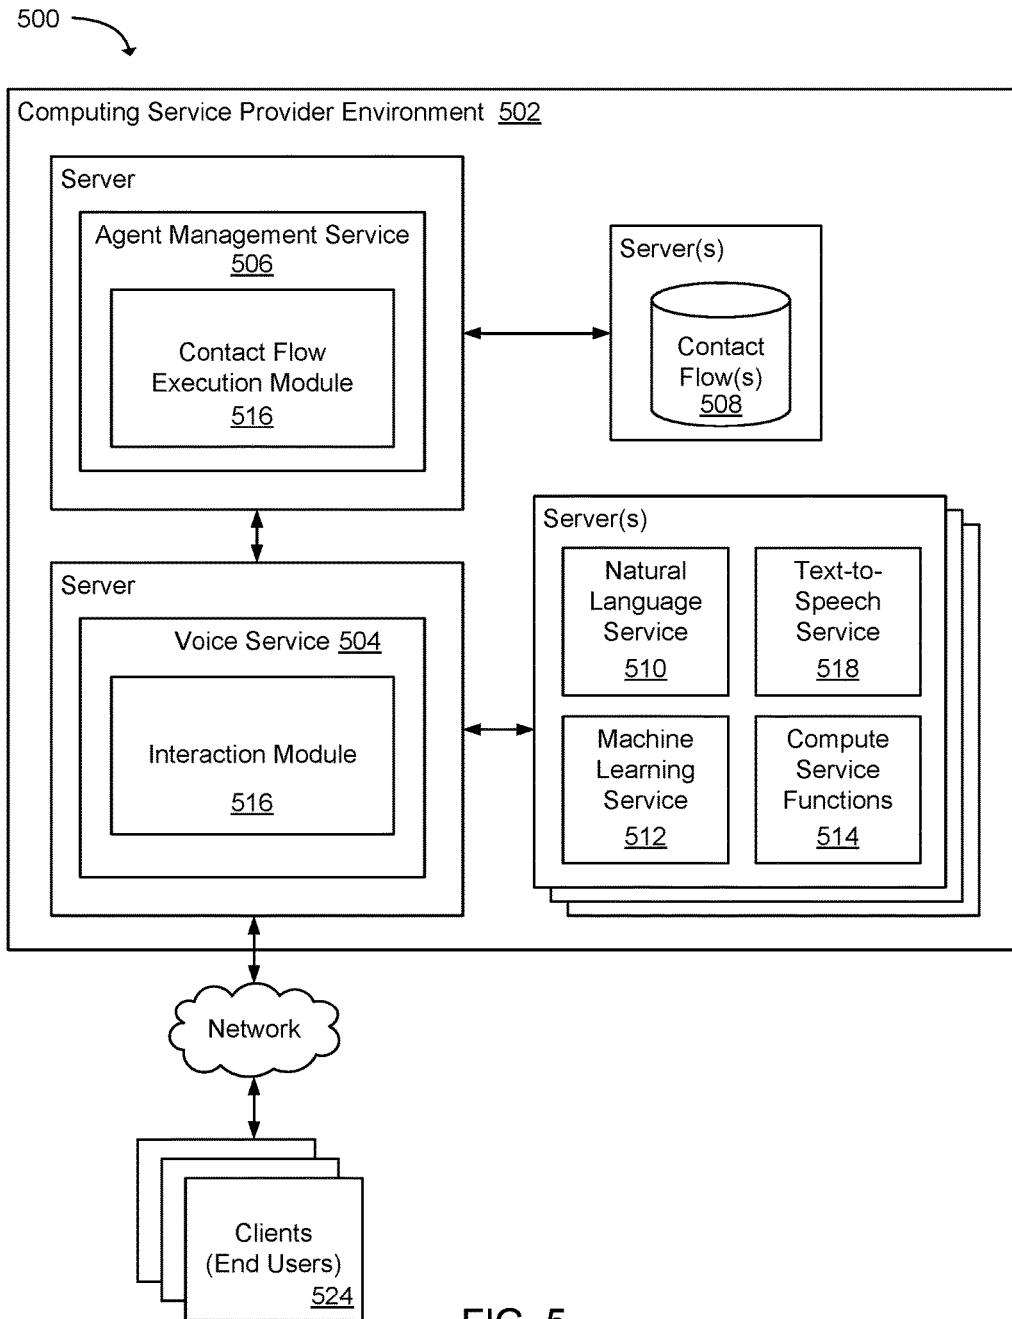 500
Computing Service Provider Environment 502
Server
Agent Management Service
506
Contact Flow
Execution Module
516
Server(s)
Contact
Flow(s)
508
Server
Voice Service 504
Interaction Module
516
Server(s)
Natural
Language
Service
510
Text-to-
Speech
Service
518
Machine
Learning
Service
512
Compute
Service
Functions
514
Network
Clients
(End Users)
524
FIG. 5